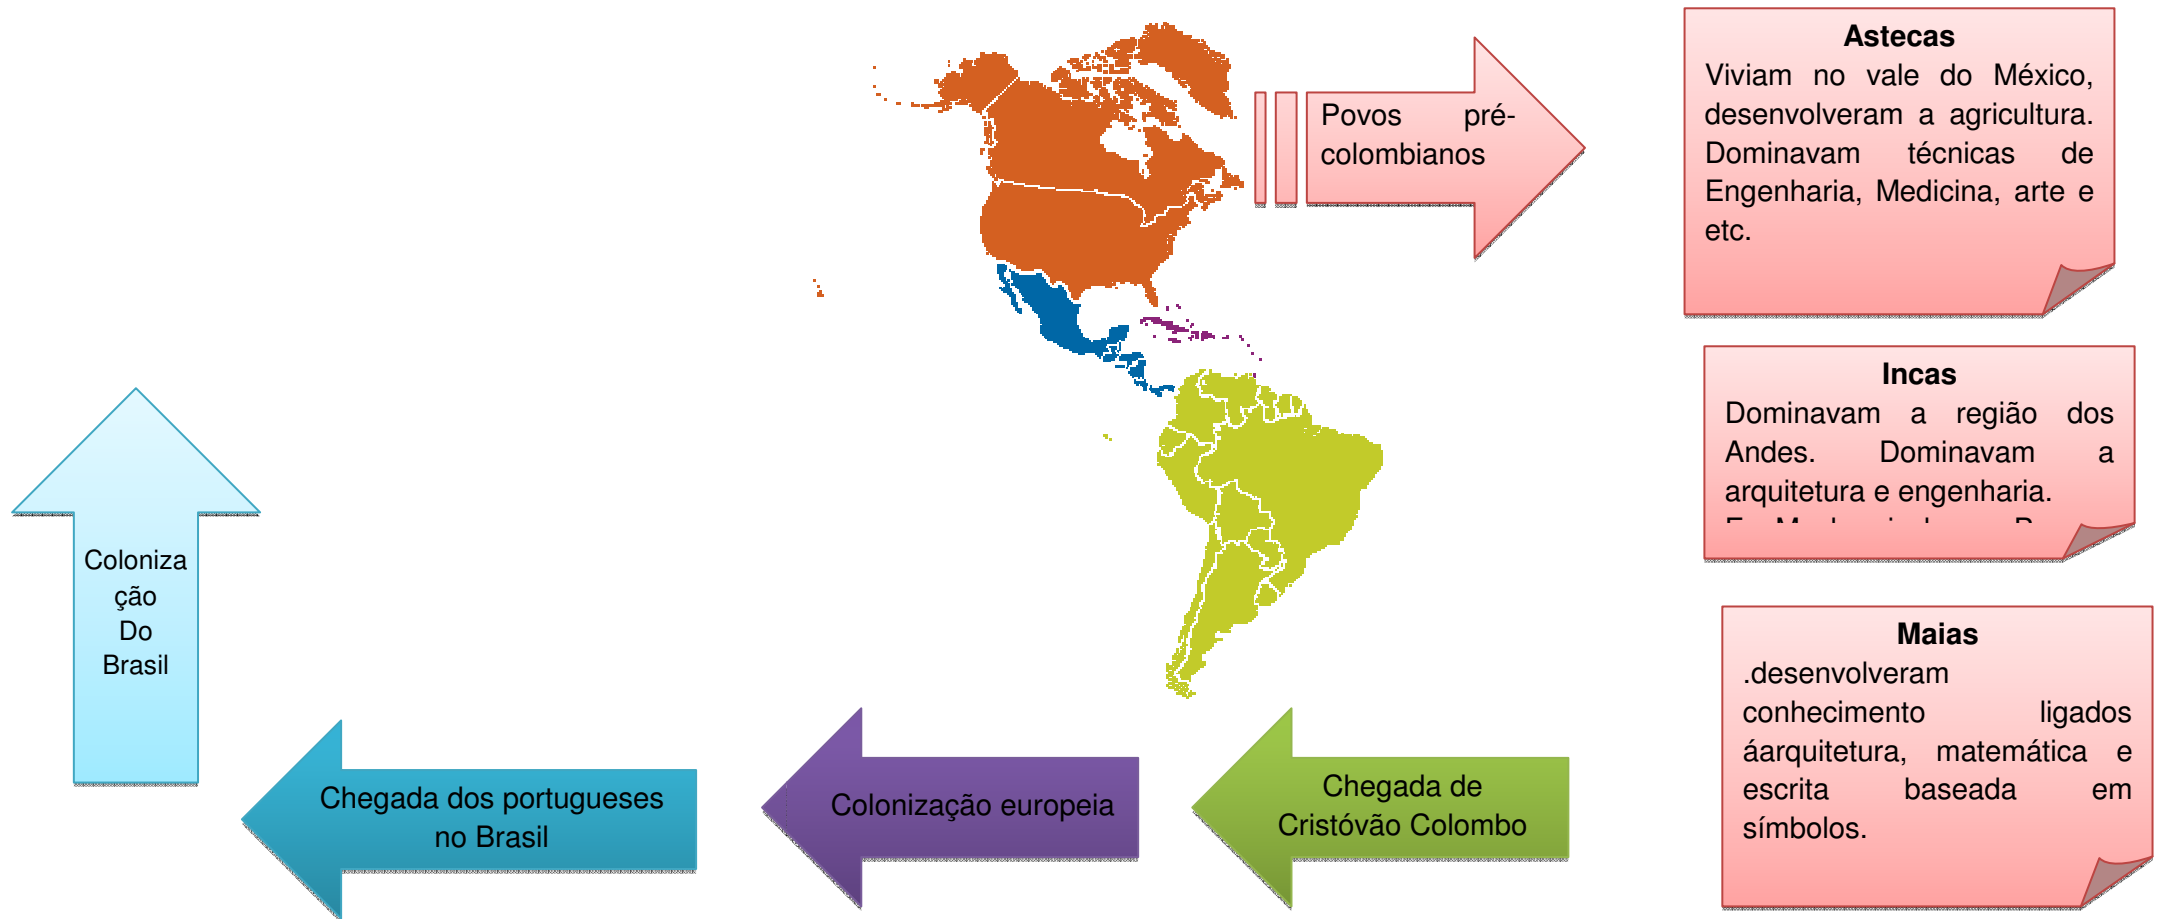 Povos pré-
colombianos
Astecas
Viviam no vale do México,
desenvolveram a agricultura.
Dominavam técnicas de
Engenharia, Medicina, arte e
etc.
Incas
Dominavam a região dos
Andes. Dominavam a
arquitetura e engenharia.
Maias
.desenvolveram
conhecimento ligados
áarquitetura, matemática e
escrita baseada em
símbolos.
Chegada de
Cristóvão Colombo
Colonização europeia
Chegada dos portugueses
no Brasil
Coloniza
ção
Do
Brasil